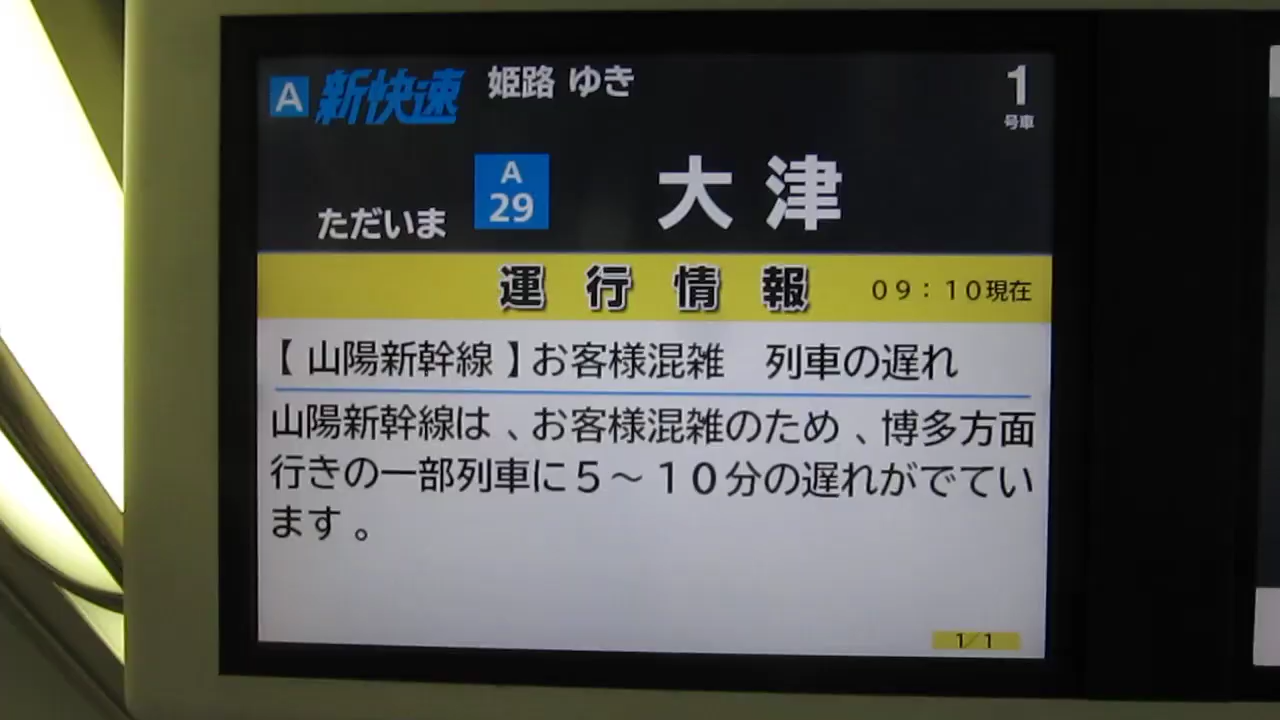 A 新快速 姫路 ゆき 1
号車
ただいま A 29 大津
運行情報 09:10現在
【山陽新幹線】お客様混雑 列車の遅れ
山陽新幹線は、お客様混雑のため、博多方面
行きの一部列車に5～10分の遅れがでてい
ます。
1/1